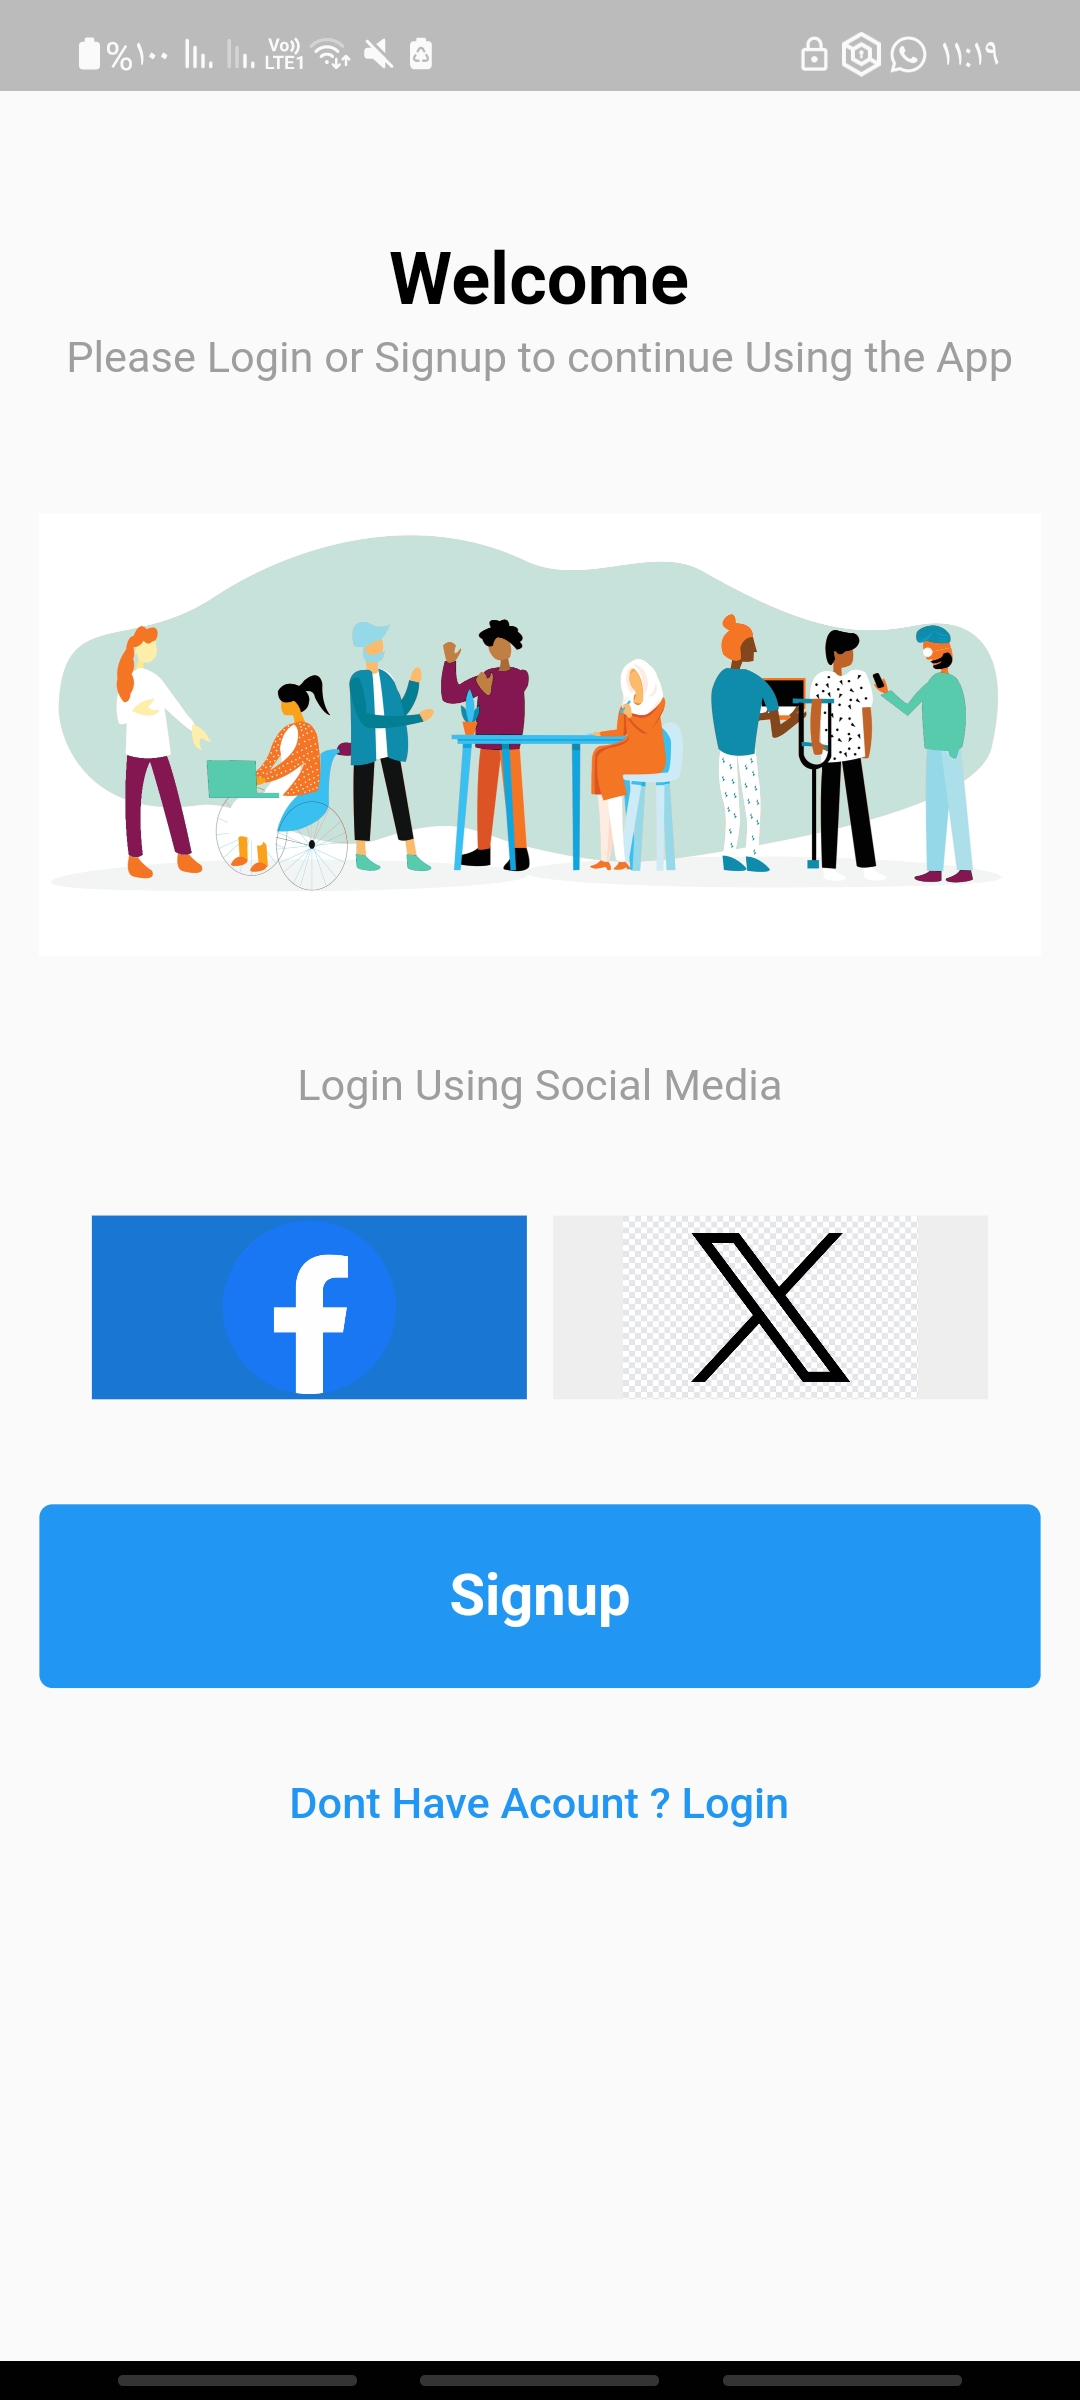 %١٠٠ Vo)) LTE1 ١١:١٩
Welcome
Please Login or Signup to continue Using the App
Login Using Social Media
Signup
Dont Have Acount ? Login